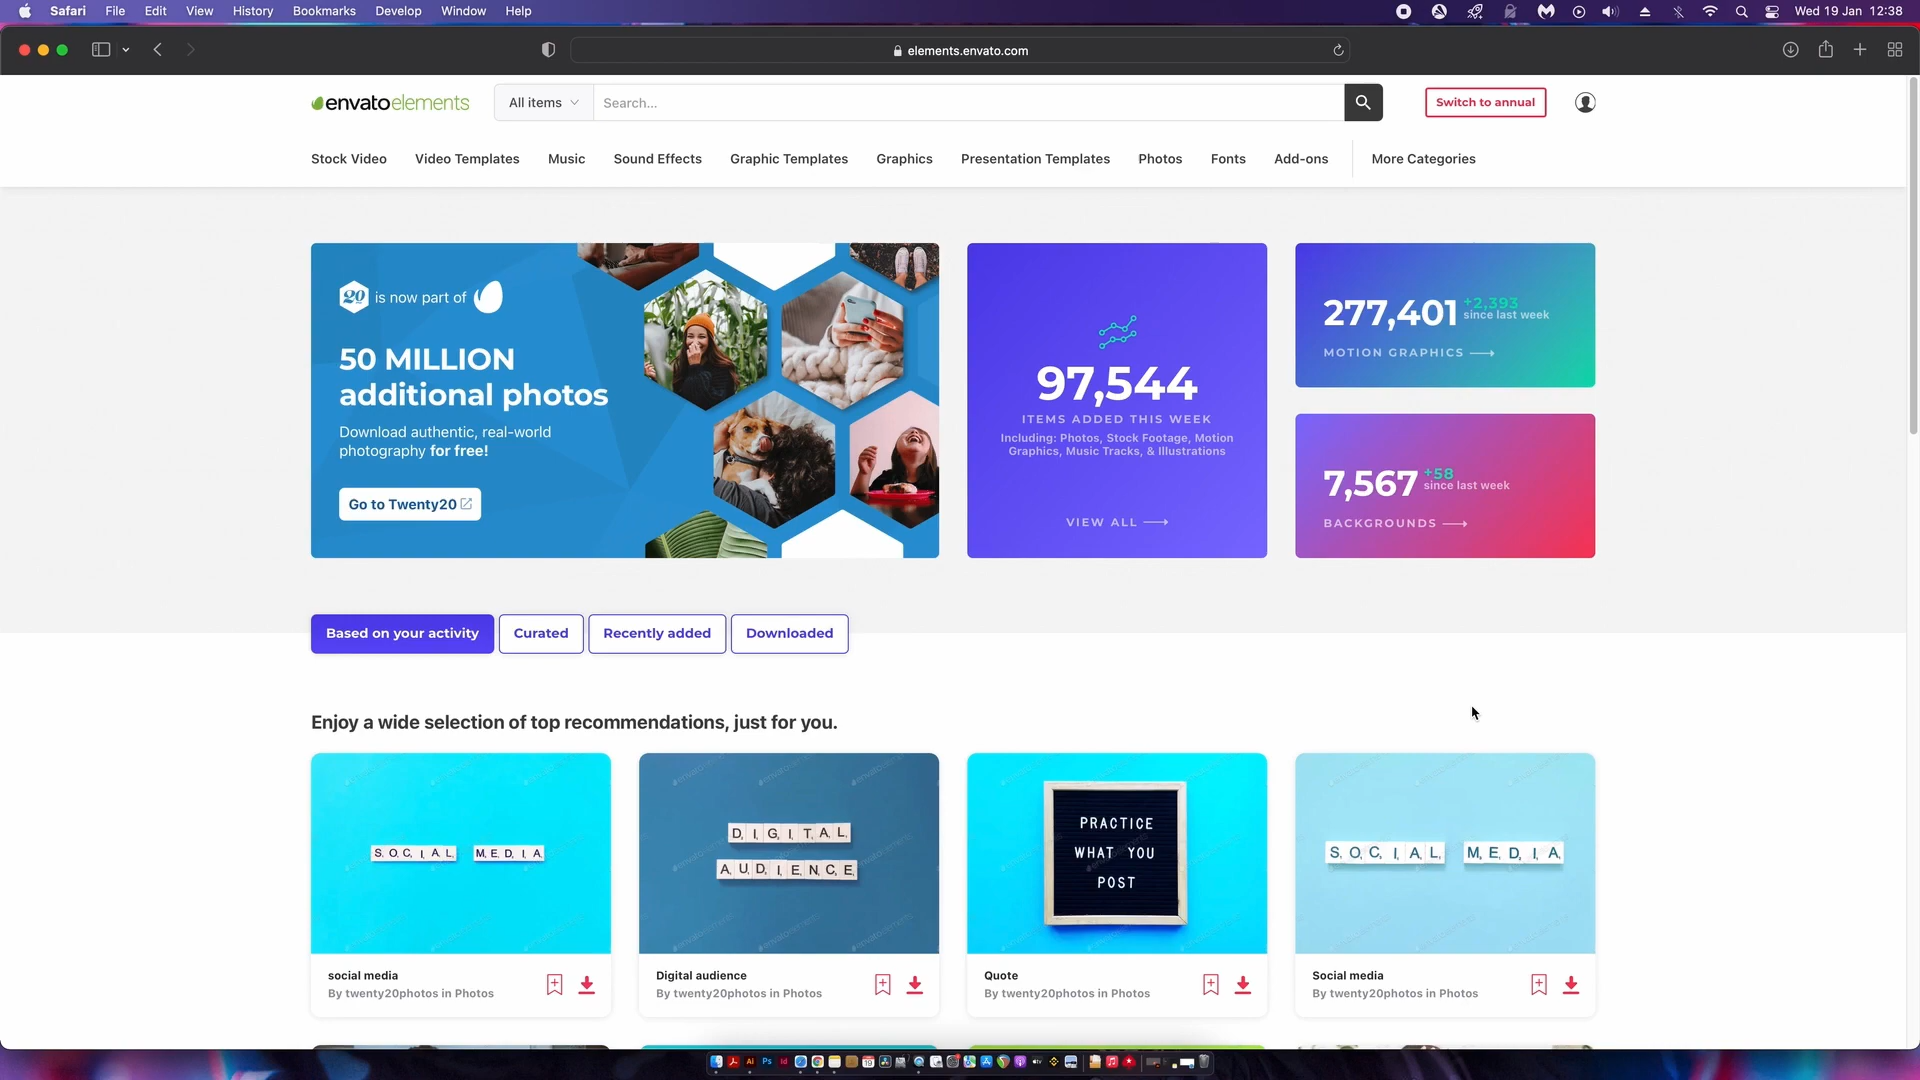 Safari File Edit View History Bookmarks Develop Window Help
Wed 19 Jan 12:38
elements.envato.com
envatoelements
All items
Search...
Switch to annual
Stock Video Video Templates Music Sound Effects Graphic Templates Graphics Presentation Templates Photos Fonts Add-ons More Categories
20 is now part of
50 MILLION
additional photos
Download authentic, real-world
photography for free!
Go to Twenty20
97,544
ITEMS ADDED THIS WEEK
Including: Photos, Stock Footage, Motion
Graphics, Music Tracks, & Illustrations
VIEW ALL
277,401 +2,393
since last week
MOTION GRAPHICS
7,567 +58
since last week
BACKGROUNDS
Based on your activity Curated Recently added Downloaded
Enjoy a wide selection of top recommendations, just for you.
SOCIAL MEDIA
social media
By twenty20photos in Photos
DIGITAL
AUDIENCE
Digital audience
By twenty20photos in Photos
PRACTICE
WHAT YOU
POST
Quote
By twenty20photos in Photos
SOCIAL MEDIA
Social media
By twenty20photos in Photos